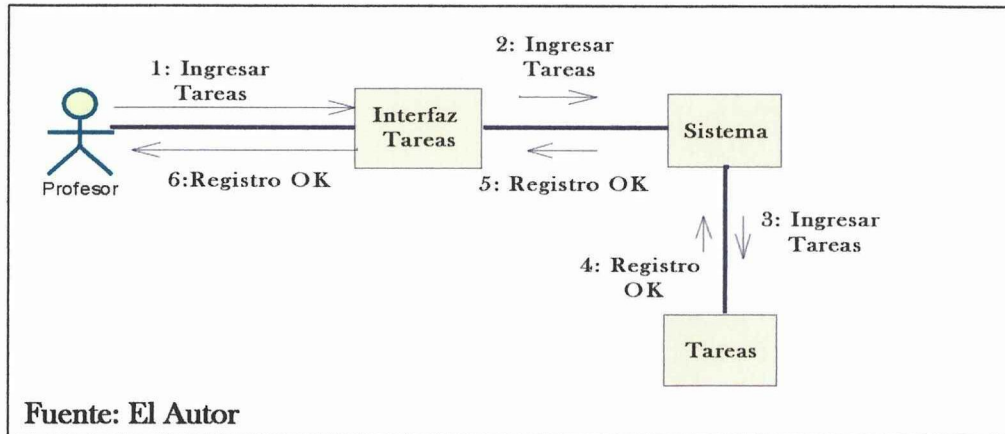 2: Ingresar
Tareas
1: Ingresar
Tareas
Interfaz
Tareas
Sistema
Profesor
6:Registro OK
5: Registro OK
3: Ingresar
Tareas
4: Registro
OK
Tareas
Fuente: El Autor